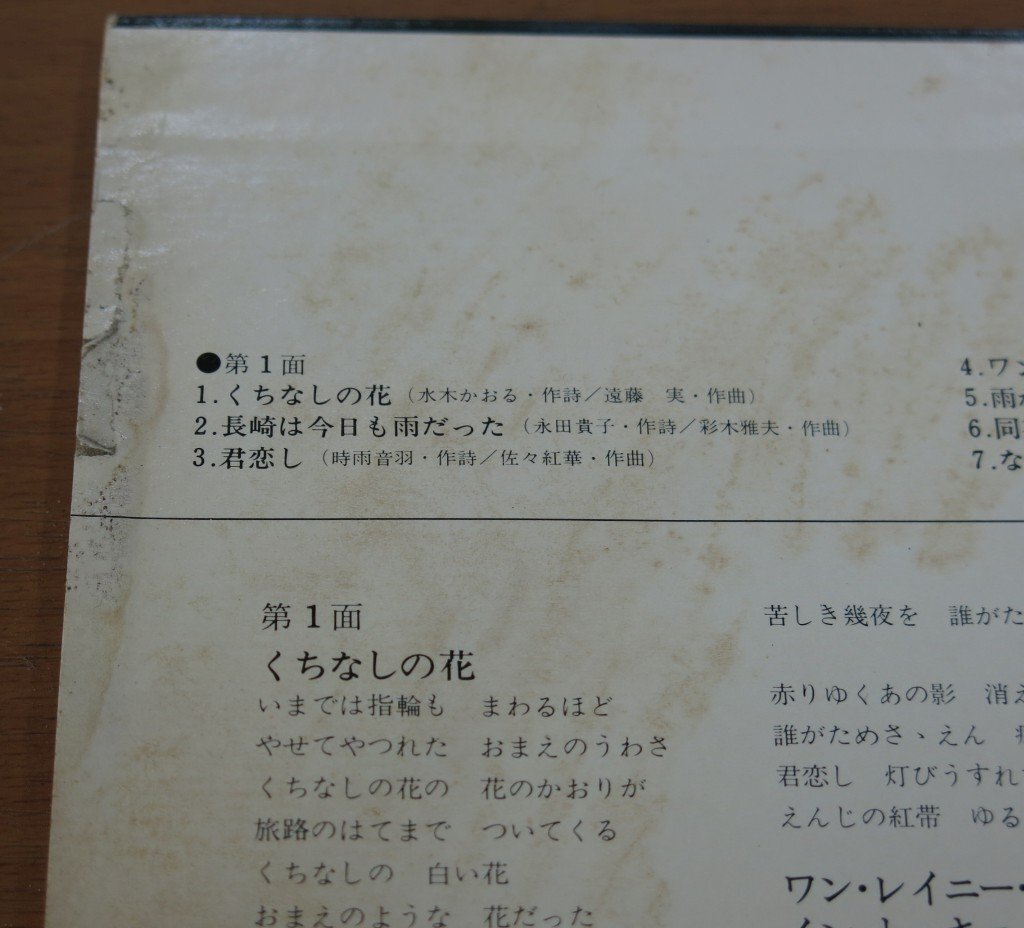 ●第1面
1.くちなしの花（水木かおる・作詩／遠藤　実・作曲）
2.長崎は今日も雨だった（永田貴子・作詩／彩木雅夫・作曲）
3.君恋し（時雨音羽・作詩／佐々紅華・作曲）
4.ワン
5.雨が
6.同
7.な
第1面
くちなしの花
いまでは指輪も　まわるほど
やせてやつれた　おまえのうわさ
くちなしの花の　花のかおりが
旅路のはてまで　ついてくる
くちなしの　白い花
おまえのような　花だった
苦しき幾夜を　誰がた
赤りゆくあの影　消え
誰がためさゝえん
君恋し　灯びうすれ
えんじの紅帯　ゆる
ワン・レイニー・